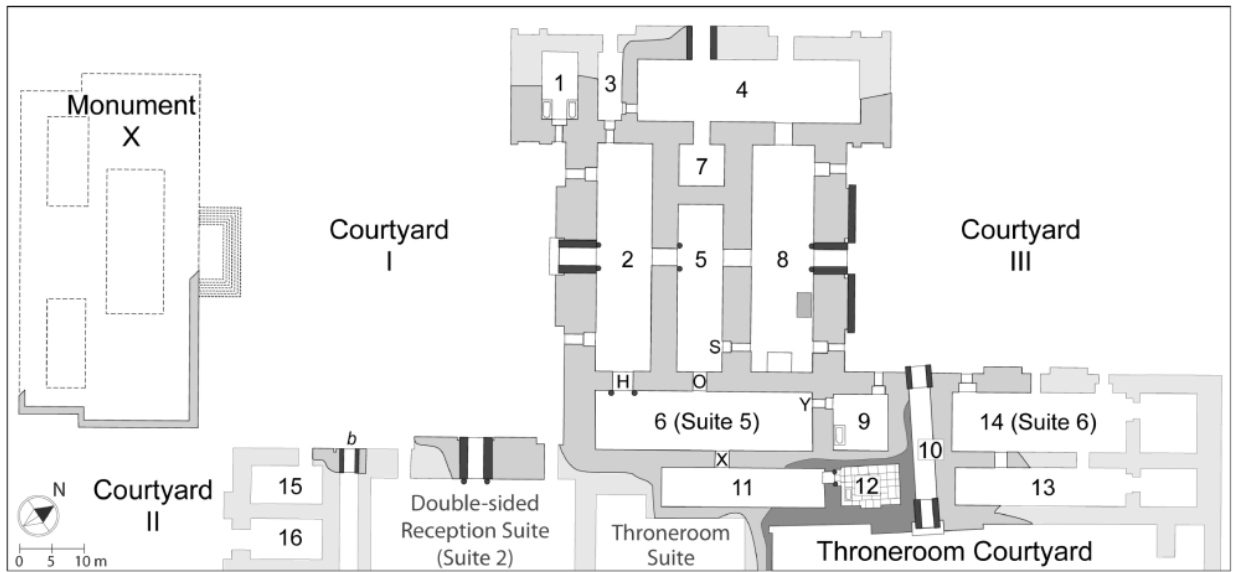 Monument
X
1
3
4
7
Courtyard
I
2
5
8
Courtyard
III
S
H
O
Y
6 (Suite 5)
9
10
14 (Suite 6)
X
11
12
13
b
15
16
Courtyard
II
Double-sided
Reception Suite
(Suite 2)
Throneroom
Suite
Throneroom Courtyard
N
0 5 10 m